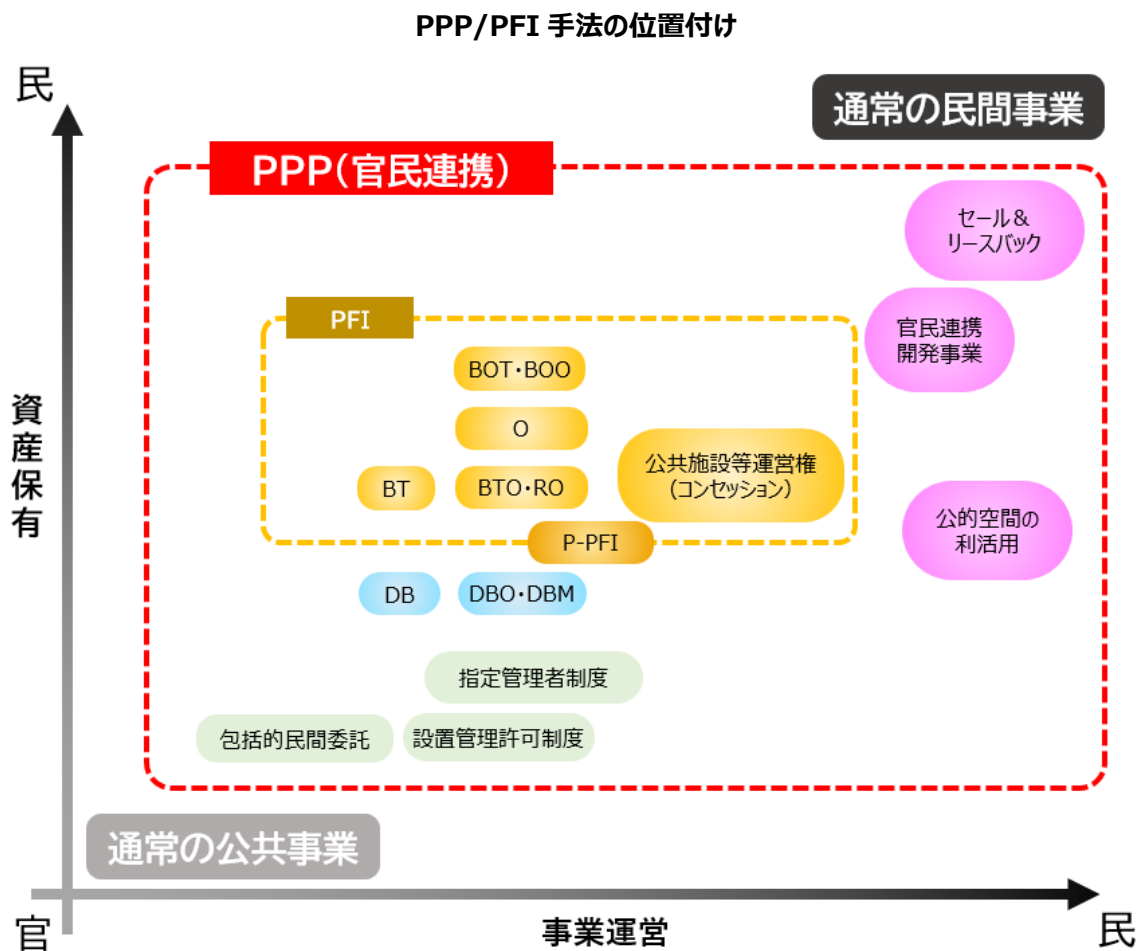 PPP/PFI 手法の位置付け
民
通常の民間事業
PPP(官民連携)
セール＆
リースバック
官民連携
開発事業
PFI
BOT・BOO
O
公共施設等運営権
(コンセッション)
BT
BTO・RO
公的空間の
利活用
P-PFI
DB
DBO・DBM
指定管理者制度
包括的民間委託
設置管理許可制度
資産保有
通常の公共事業
官
事業運営
民